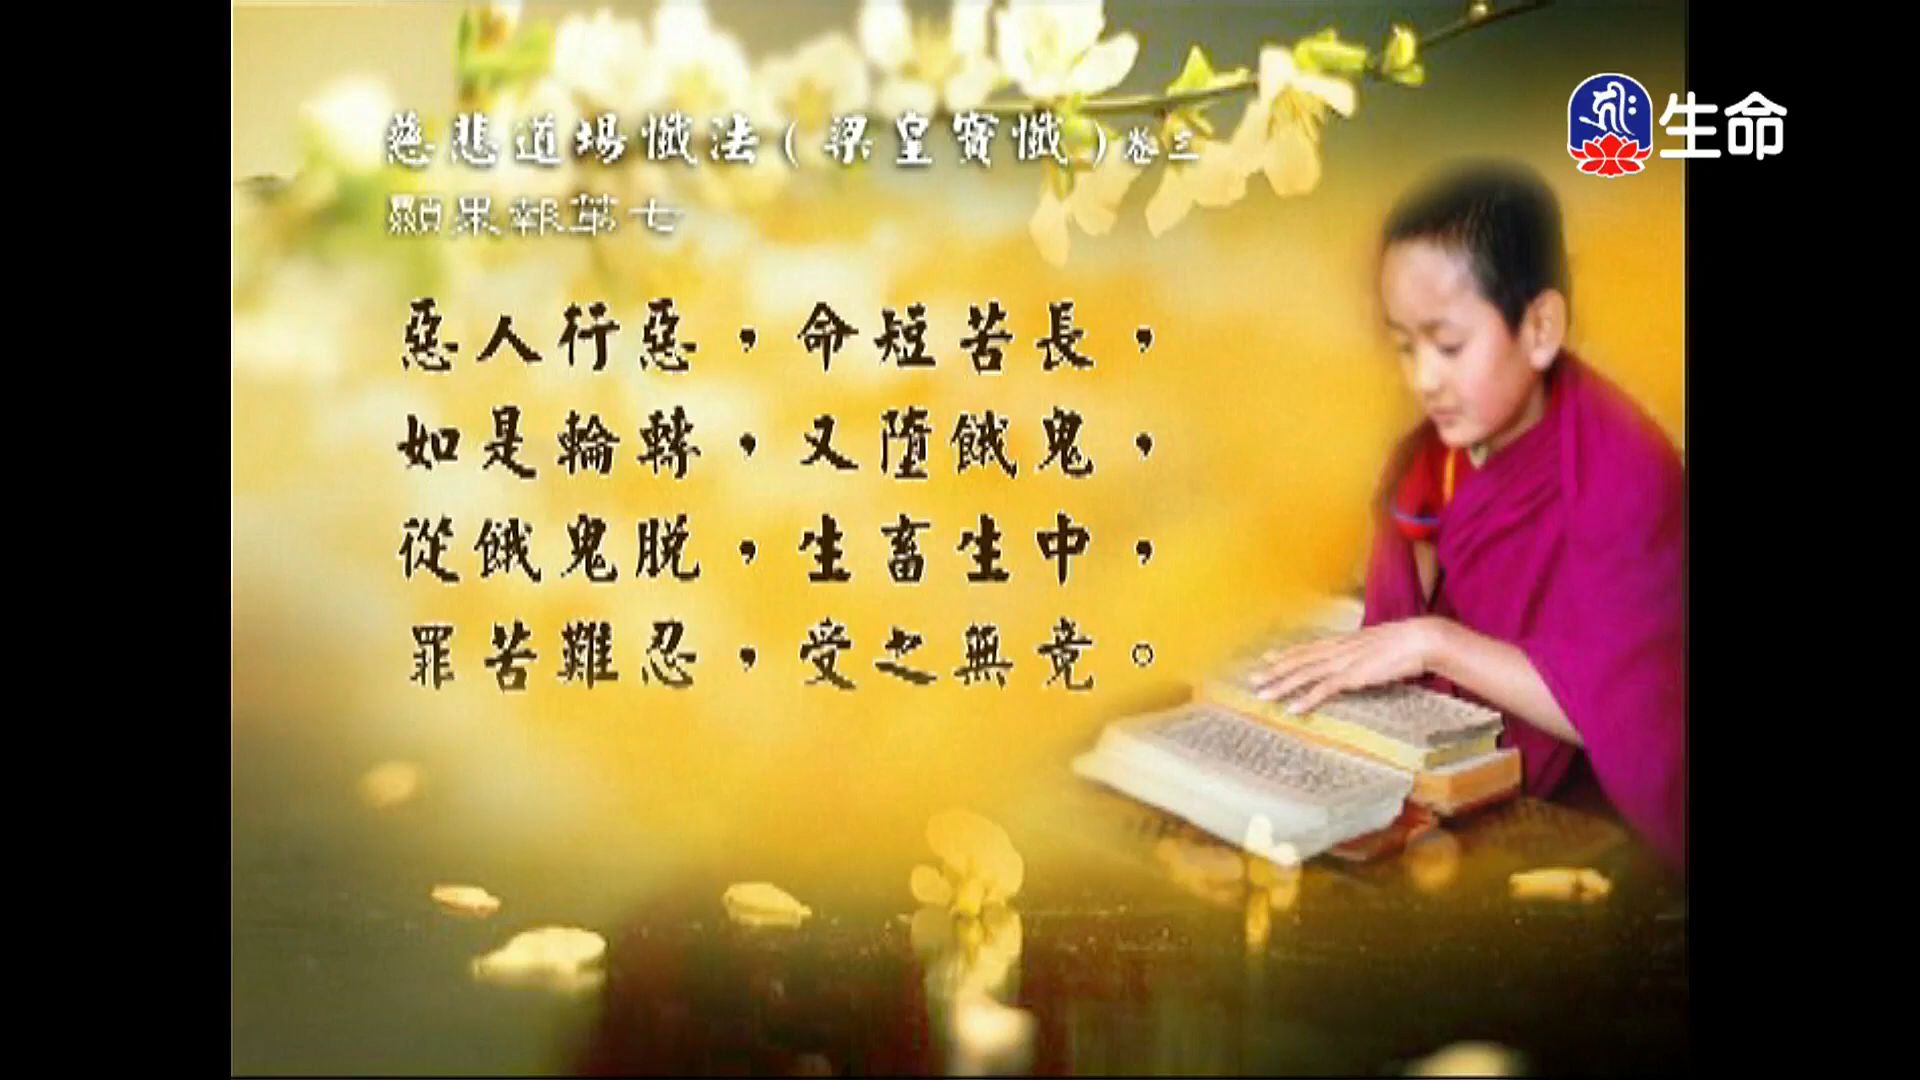 慈悲道場懺法(梁皇寶懺)卷三
顯果報第七
生命
惡人行惡，命短苦長，
如是輪轉，又墮餓鬼，
從餓鬼脱，生畜生中，
罪苦難忍，受之無竟。